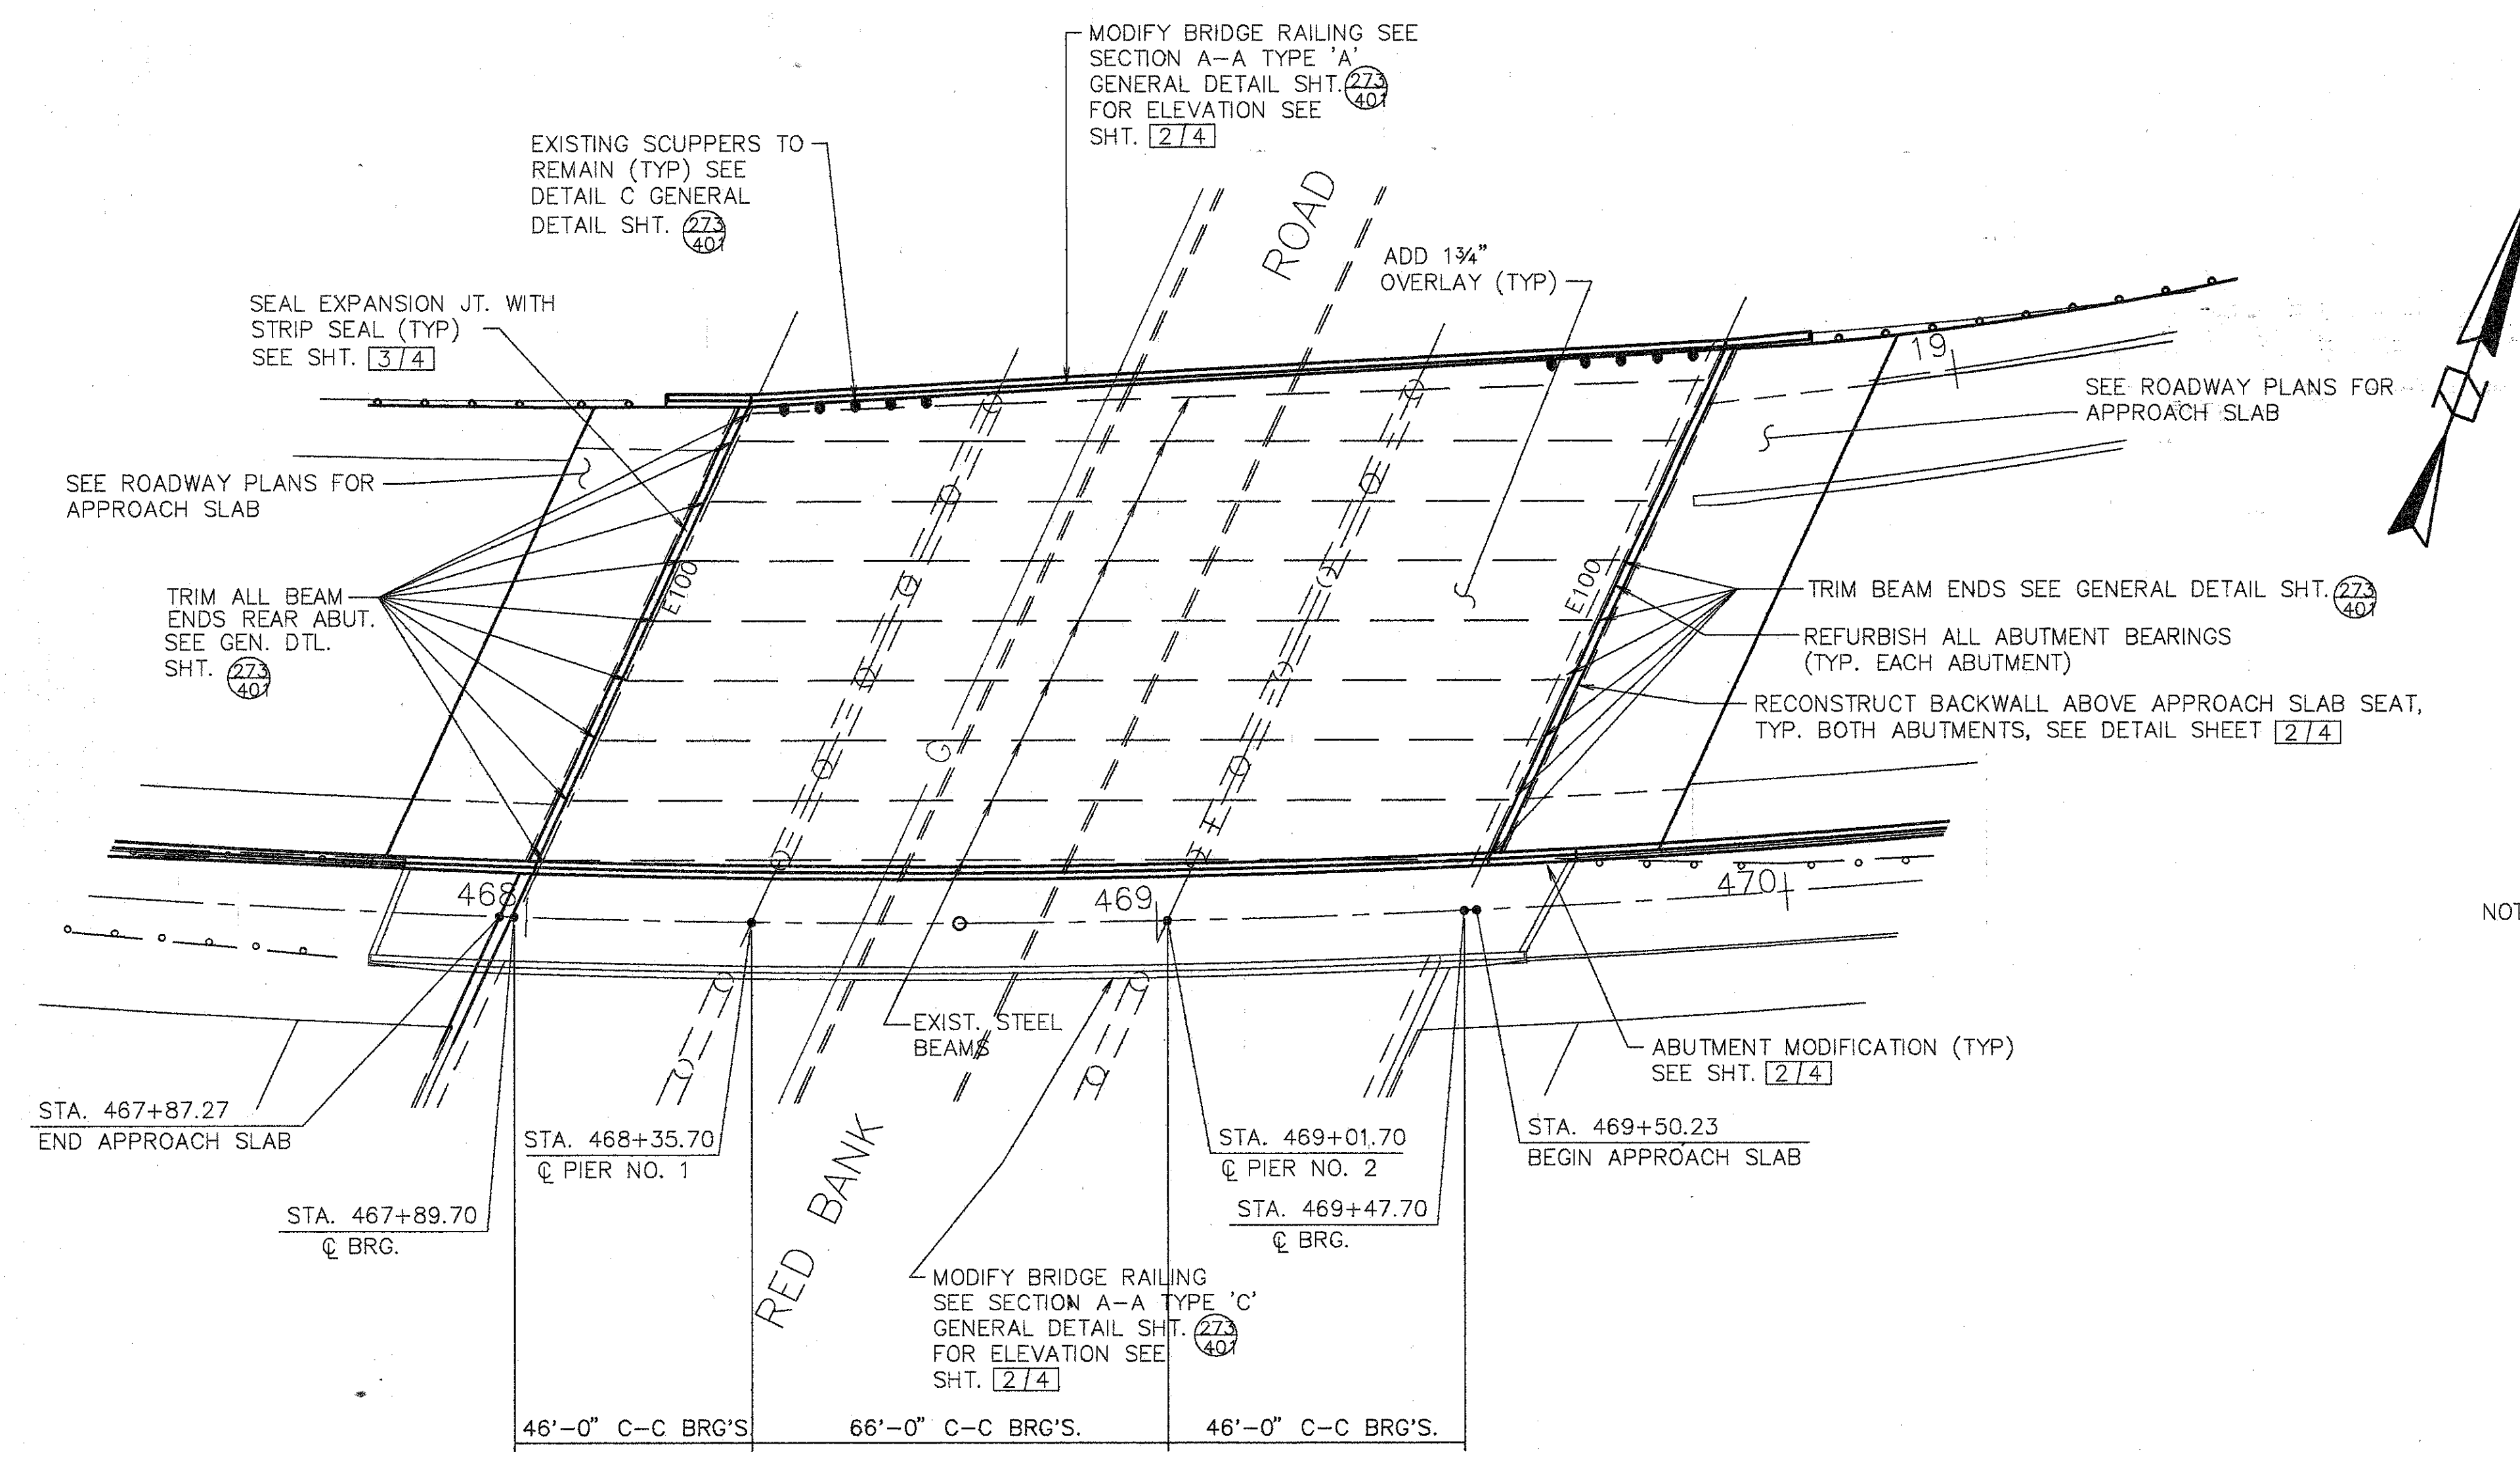 MODIFY BRIDGE RAILING SEE
SECTION A-A TYPE 'A'
GENERAL DETAIL SHT. 273/401
FOR ELEVATION SEE
SHT. 2/4
EXISTING SCUPPERS TO
REMAIN (TYP) SEE
DETAIL C GENERAL
DETAIL SHT. 273/401
ROAD
ADD 1¾"
OVERLAY (TYP)
SEAL EXPANSION JT. WITH
STRIP SEAL (TYP)
SEE SHT. 3/4
19
SEE ROADWAY PLANS FOR
APPROACH SLAB
SEE ROADWAY PLANS FOR
APPROACH SLAB
TRIM ALL BEAM
ENDS REAR ABUT.
SEE GEN. DTL.
SHT. 273/401
E100
E100
TRIM BEAM ENDS SEE GENERAL DETAIL SHT. 273/401
REFURBISH ALL ABUTMENT BEARINGS
(TYP. EACH ABUTMENT)
RECONSTRUCT BACKWALL ABOVE APPROACH SLAB SEAT,
TYP. BOTH ABUTMENTS, SEE DETAIL SHEET 2/4
G
468
469
470
NOT
EXIST. STEEL
BEAMS
ABUTMENT MODIFICATION (TYP)
SEE SHT. 2/4
STA. 467+87.27
END APPROACH SLAB
STA. 468+35.70
℄ PIER NO. 1
STA. 469+01.70
℄ PIER NO. 2
STA. 469+50.23
BEGIN APPROACH SLAB
STA. 467+89.70
℄ BRG.
RED BANK
STA. 469+47.70
℄ BRG.
MODIFY BRIDGE RAILING
SEE SECTION A-A TYPE 'C'
GENERAL DETAIL SHT. 273/401
FOR ELEVATION SEE
SHT. 2/4
46'-0" C-C BRG'S
66'-0" C-C BRG'S.
46'-0" C-C BRG'S.